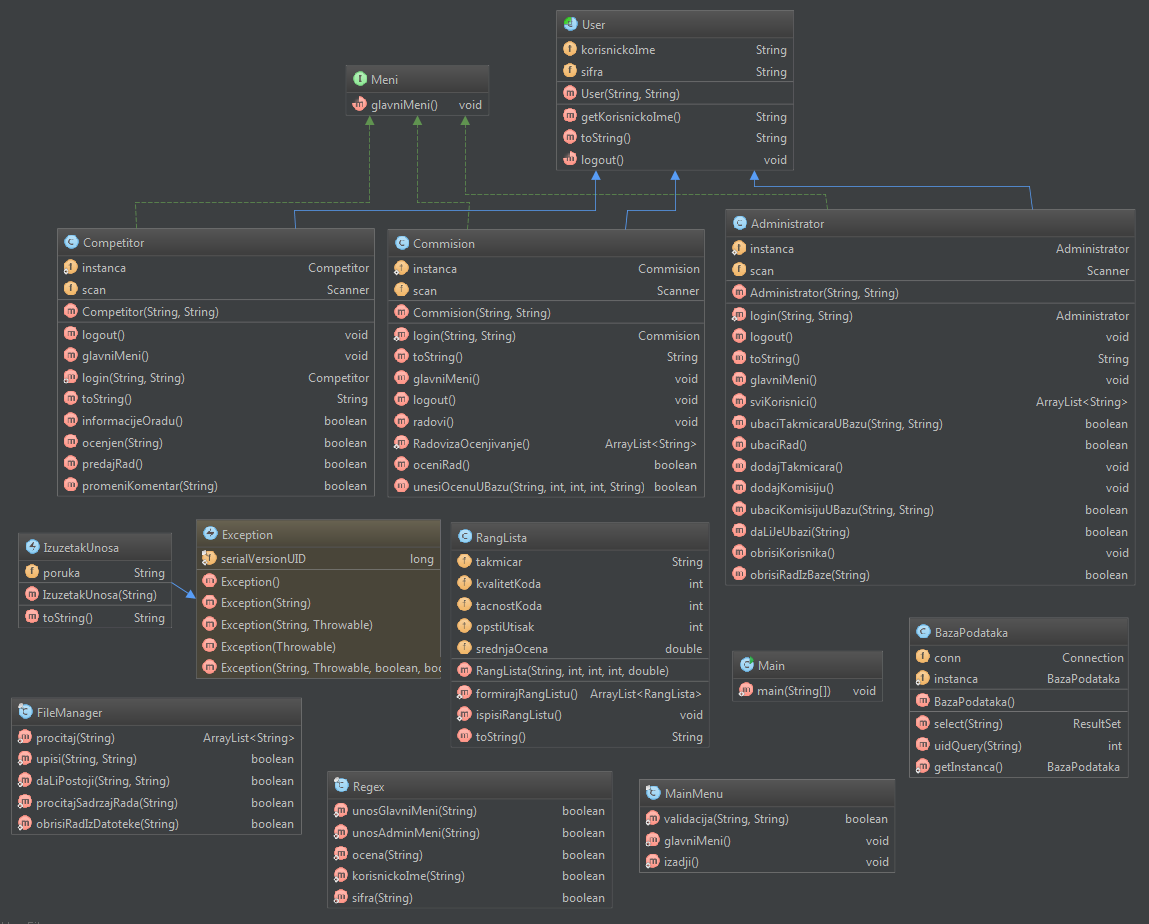 User
korisnickoIme String
sifra String
User(String, String)
getKorisnickoIme() String
toString() String
logout() void
Meni
glavniMeni() void
Competitor
instanca Competitor
scan Scanner
Competitor(String, String)
logout() void
glavniMeni() void
login(String, String) Competitor
toString() String
informacijeOradu() boolean
ocenjen(String) boolean
predajRad() boolean
promeniKomentar(String) boolean
Commision
instanca Commision
scan Scanner
Commision(String, String)
login(String, String) Commision
toString() String
glavniMeni() void
logout() void
radovi() void
RadovizaOcenjivanje() ArrayList<String>
oceniRad() boolean
unesiOcenuUBazu(String, int, int, int, String) boolean
Administrator
instanca Administrator
scan Scanner
Administrator(String, String)
login(String, String) Administrator
logout() void
toString() String
glavniMeni() void
sviKorisnici() ArrayList<String>
ubaciTakmicaraUBazu(String, String) boolean
ubaciRad() boolean
dodajTakmicara() void
dodajKomisiju() void
ubaciKomisijuUBazu(String, String) boolean
daLiJeUbazi(String) boolean
obrisiKorisnika() void
obrisiRadIzBaze(String) boolean
IzuzetakUnosa
poruka String
IzuzetakUnosa(String)
toString() String
Exception
serialVersionUID long
Exception()
Exception(String)
Exception(String, Throwable)
Exception(Throwable)
Exception(String, Throwable, boolean, boo
RangLista
takmicar String
kvalitetKoda int
tacnostKoda int
opstiUtisak int
srednjaOcena double
RangLista(String, int, int, int, double)
formirajRangListu() ArrayList<RangLista>
ispisiRangListu() void
toString() String
Main
main(String[]) void
BazaPodataka
conn Connection
instanca BazaPodataka
BazaPodataka()
select(String) ResultSet
uidQuery(String) int
getInstanca() BazaPodataka
FileManager
procitaj(String) ArrayList<String>
upisi(String, String) boolean
daLiPostoji(String, String) boolean
procitajSadrzajRada(String) boolean
obrisiRadIzDatoteke(String) boolean
Regex
unosGlavniMeni(String) boolean
unosAdminMeni(String) boolean
ocena(String) boolean
korisnickoIme(String) boolean
sifra(String) boolean
MainMenu
validacija(String, String) boolean
glavniMeni() void
izadji() void